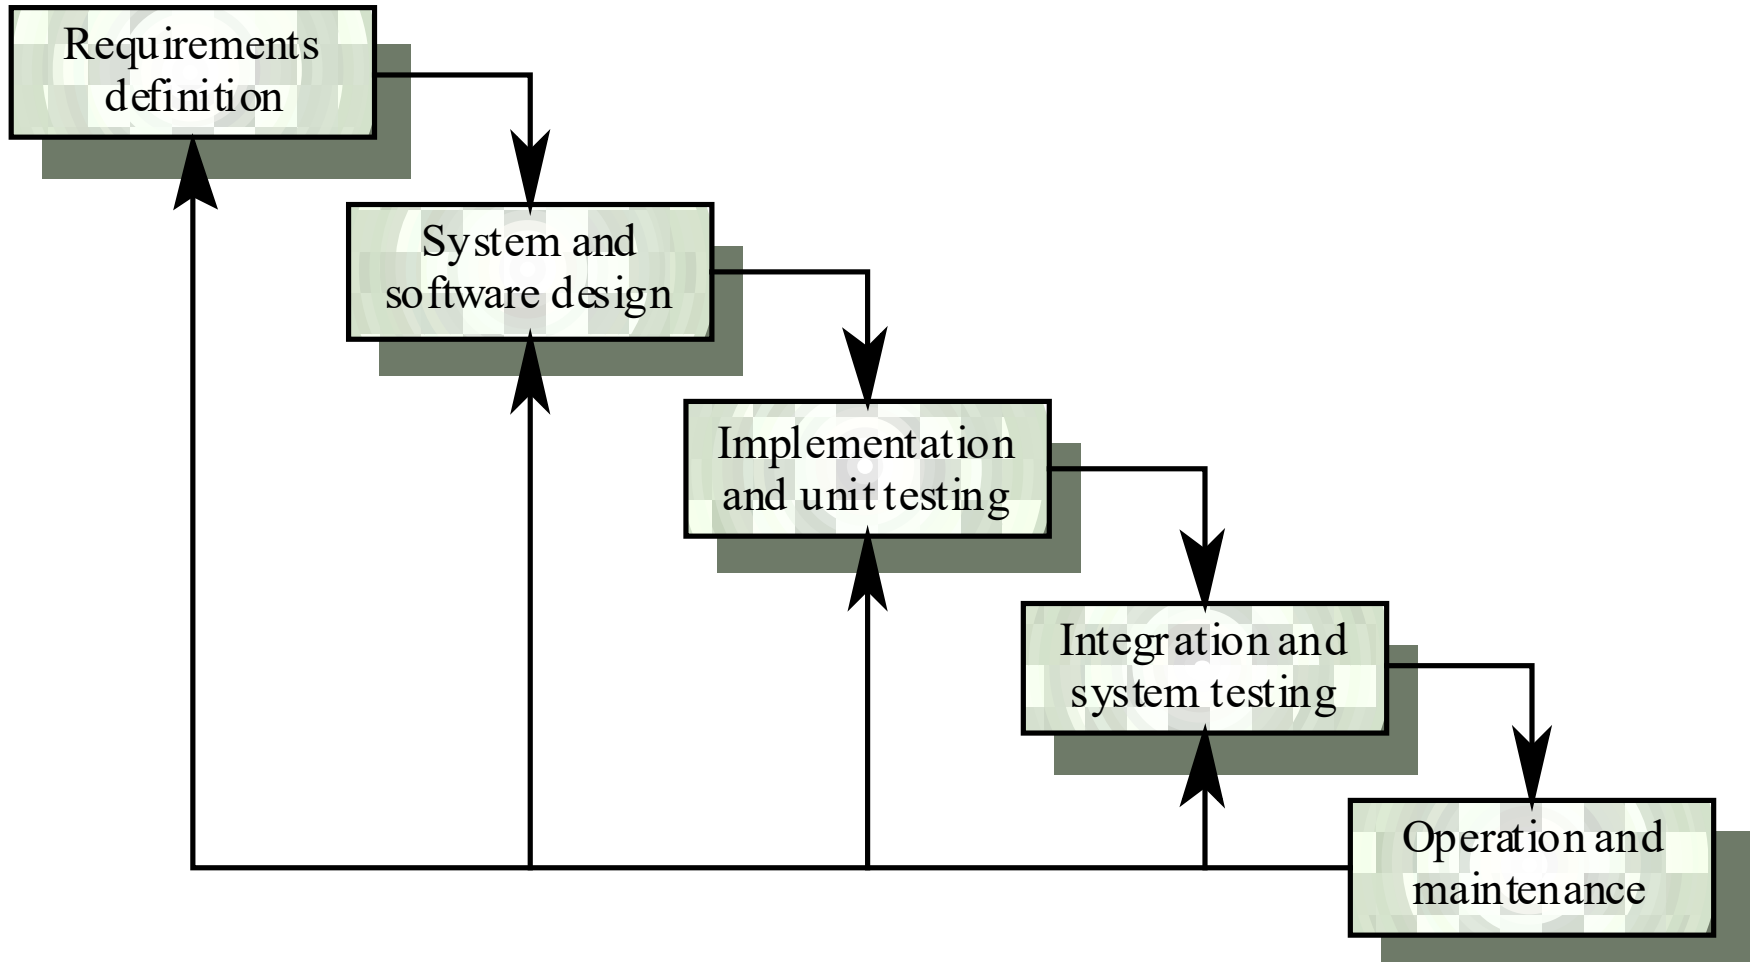 Requirements
definition
System and
software design
Implementation
and unit testing
Integration and
system testing
Operation and
maintenance